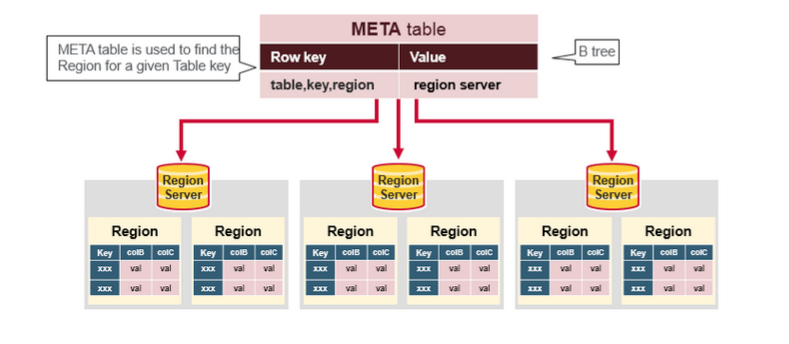 META table
META table is used to find the
Region for a given Table key
Row key Value
B tree
table,key,region region server
Region
Server
Region
Server
Region
Server
Region Region Region Region Region Region
Key colB colC Key colB colC Key colB colC Key colB colC Key colB colC Key colB colC
xxx val val xxx val val xxx val val xxx val val xxx val val xxx val val
xxx val val xxx val val xxx val val xxx val val xxx val val xxx val val